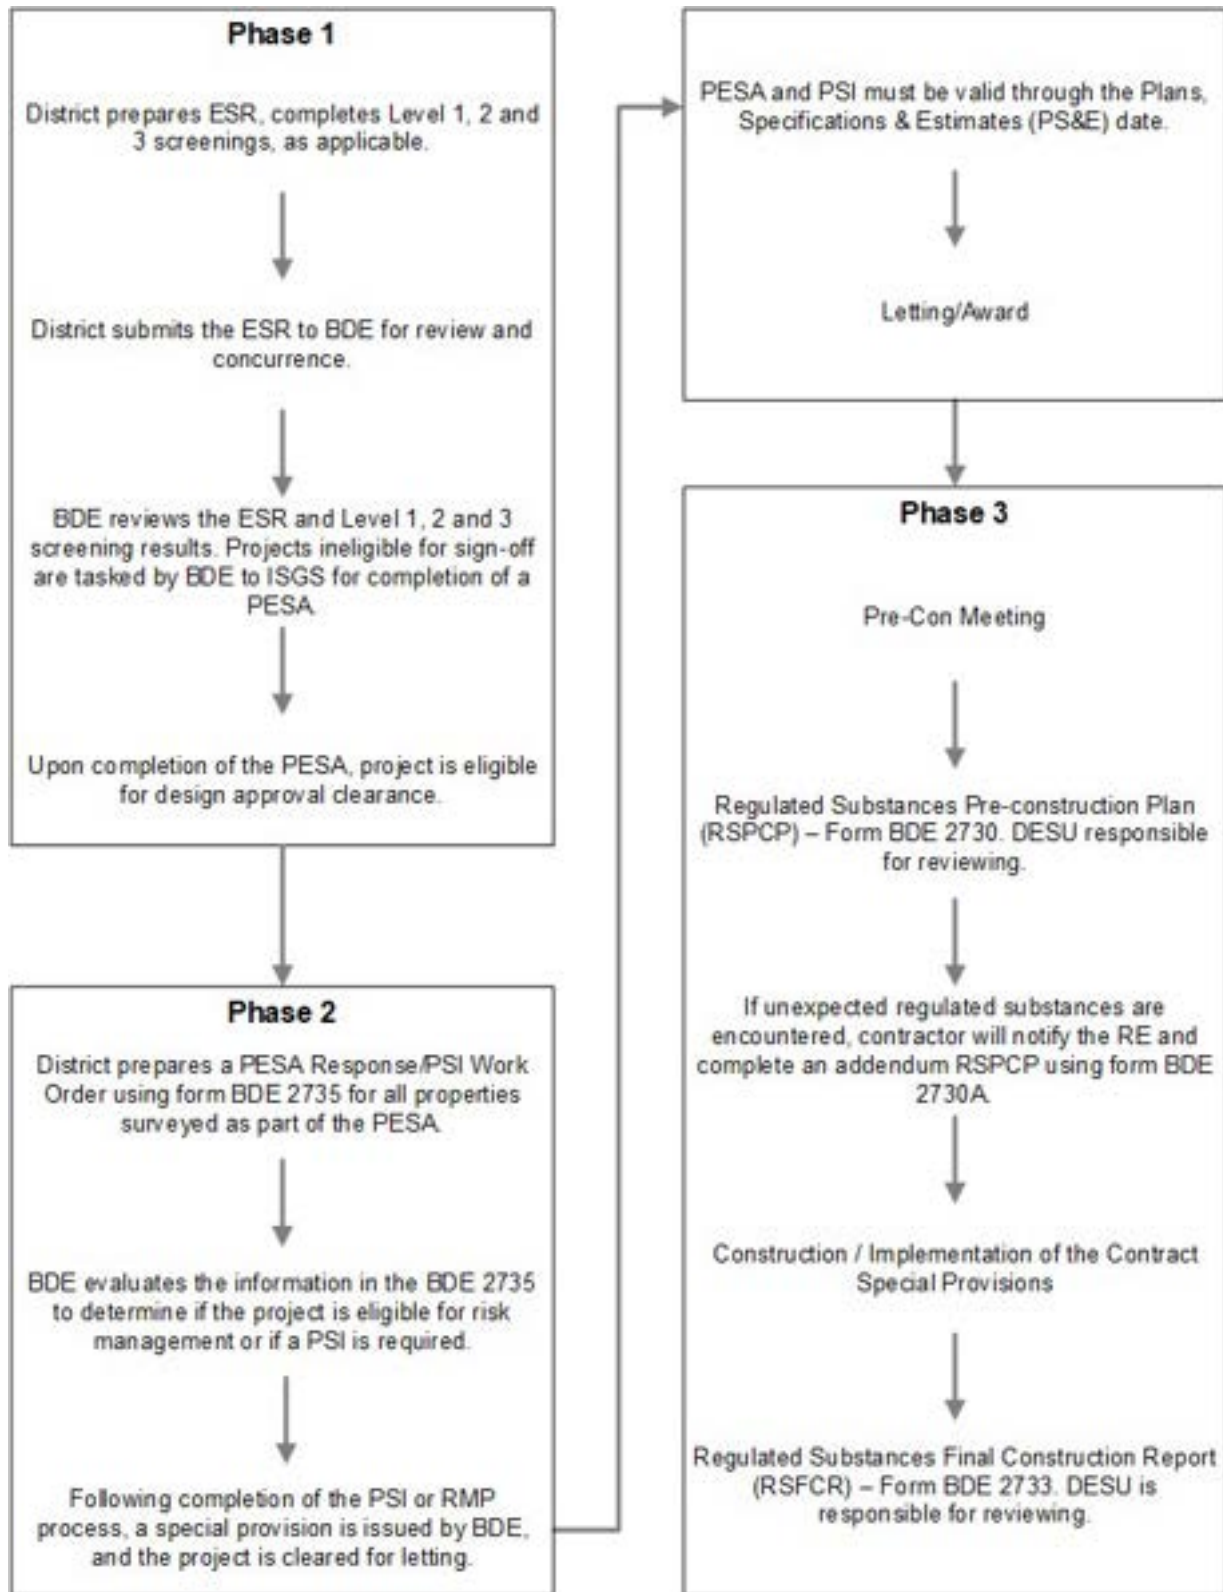 Phase 1
District prepares ESR, completes Level 1, 2 and
3 screenings, as applicable.
District submits the ESR to BDE for review and
concurrence.
BDE reviews the ESR and Level 1, 2 and 3
screening results. Projects ineligible for sign-off
are tasked by BDE to ISGS for completion of a
PESA.
Upon completion of the PESA, project is eligible
for design approval clearance.
Phase 2
District prepares a PESA Response/PSI Work
Order using form BDE 2735 for all properties
surveyed as part of the PESA.
BDE evaluates the information in the BDE 2735
to determine if the project is eligible for risk
management or if a PSI is required.
Following completion of the PSI or RMP
process, a special provision is issued by BDE,
and the project is cleared for letting.
PESA and PSI must be valid through the Plans,
Specifications & Estimates (PS&E) date.
Letting/Award
Phase 3
Pre-Con Meeting
Regulated Substances Pre-construction Plan
(RSPCP) – Form BDE 2730. DESU responsible
for reviewing.
If unexpected regulated substances are
encountered, contractor will notify the RE and
complete an addendum RSPCP using form BDE
2730A.
Construction / Implementation of the Contract
Special Provisions
Regulated Substances Final Construction Report
(RSFCR) – Form BDE 2733. DESU is
responsible for reviewing.